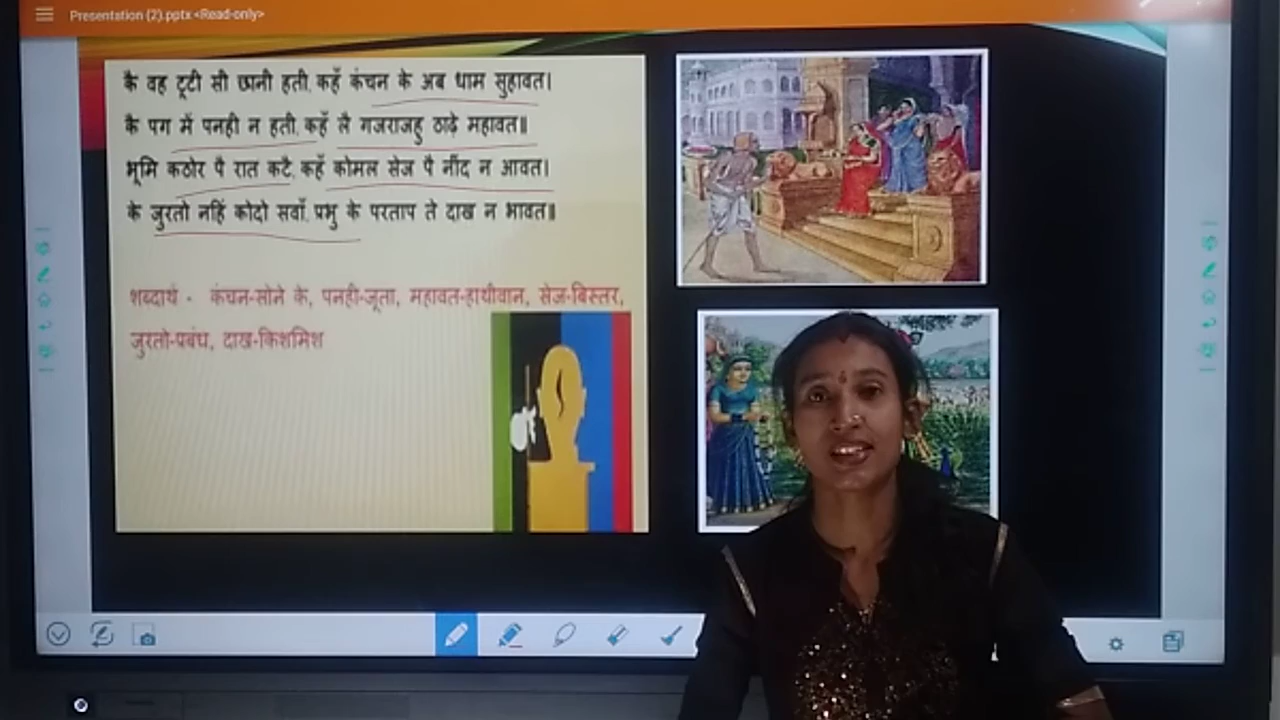 Presentation (2).pptx <Read-only>
कै वह टूटी सी छानी हती, कहँ कंचन के अब धाम सुहावत।
कै पग में पनही न हती, कहँ लै गजराजहु ठाढ़े महावत॥
भूमि कठोर पै रात कटै, कहँ कोमल सेज पै नींद न आवत।
के जुरतो नहिं कोदो सवाँ, प्रभु के परताप ते दाख न भावत॥
शब्दार्थ - कंचन-सोने के, पनही-जूता, महावत-हाथीवान, सेज-बिस्तर,
जुरतो-प्रबंध, दाख-किशमिश